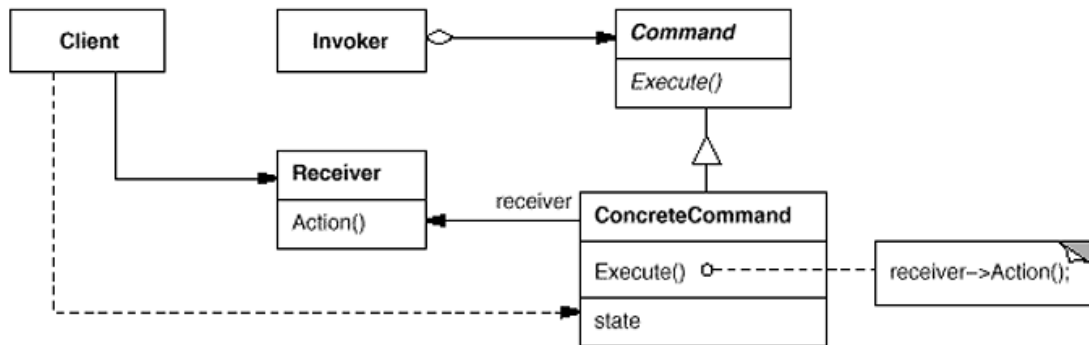 Client
Invoker
Command
Execute()
Receiver
Action()
receiver
ConcreteCommand
Execute()
receiver->Action();
state